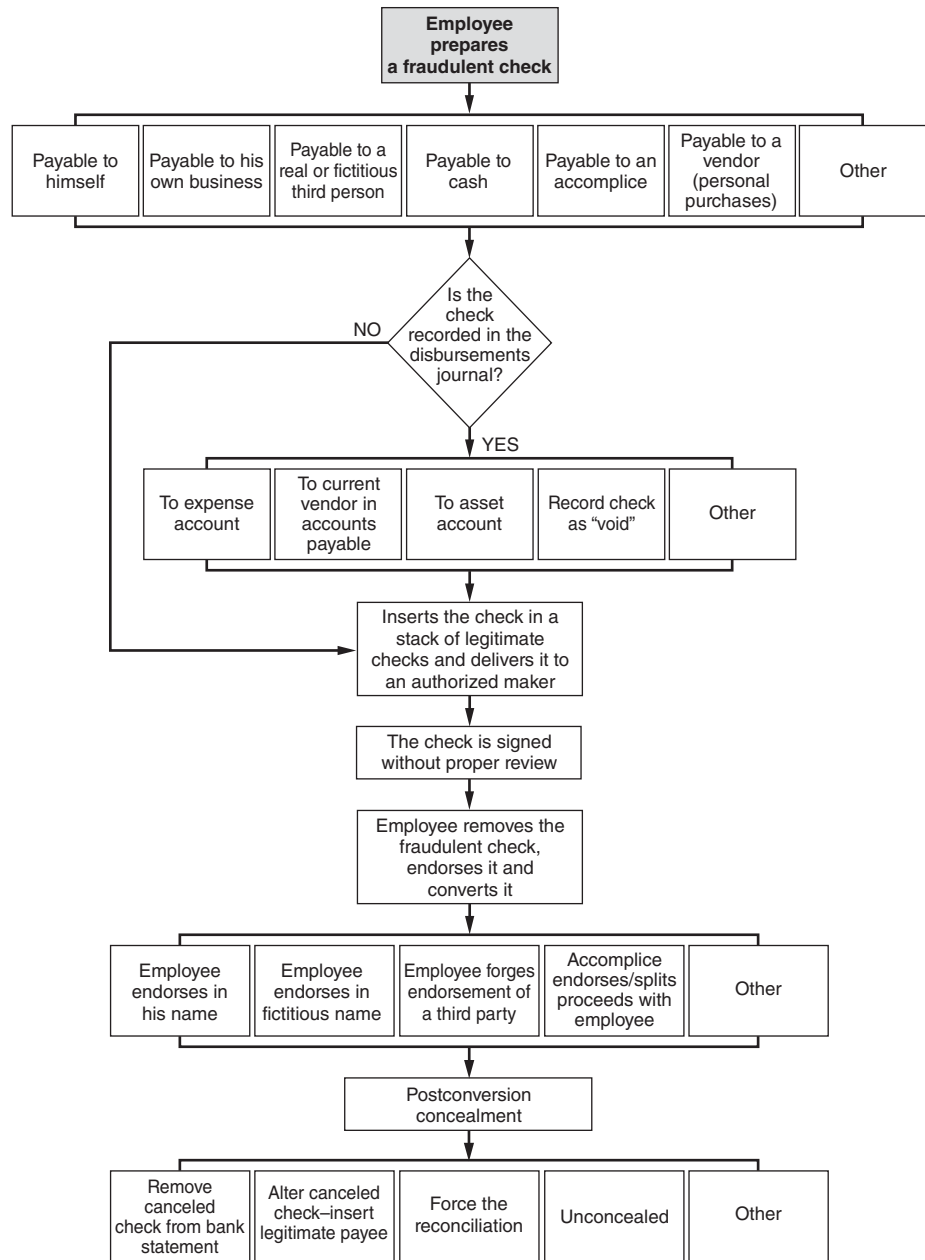 Employee
prepares
a fraudulent check
Payable to
himself
Payable to his
own business
Payable to a
real or fictitious
third person
Payable to
cash
Payable to an
accomplice
Payable to a
vendor
(personal
purchases)
Other
Is the
check
recorded in the
disbursements
journal?
NO
YES
To expense
account
To current
vendor in
accounts
payable
To asset
account
Record check
as “void”
Other
Inserts the check in a
stack of legitimate
checks and delivers it to
an authorized maker
The check is signed
without proper review
Employee removes the
fraudulent check,
endorses it and
converts it
Employee
endorses in
his name
Employee
endorses in
fictitious name
Employee forges
endorsement of
a third party
Accomplice
endorses/splits
proceeds with
employee
Other
Postconversion
concealment
Remove
canceled
check from bank
statement
Alter canceled
check–insert
legitimate payee
Force the
reconciliation
Unconcealed
Other